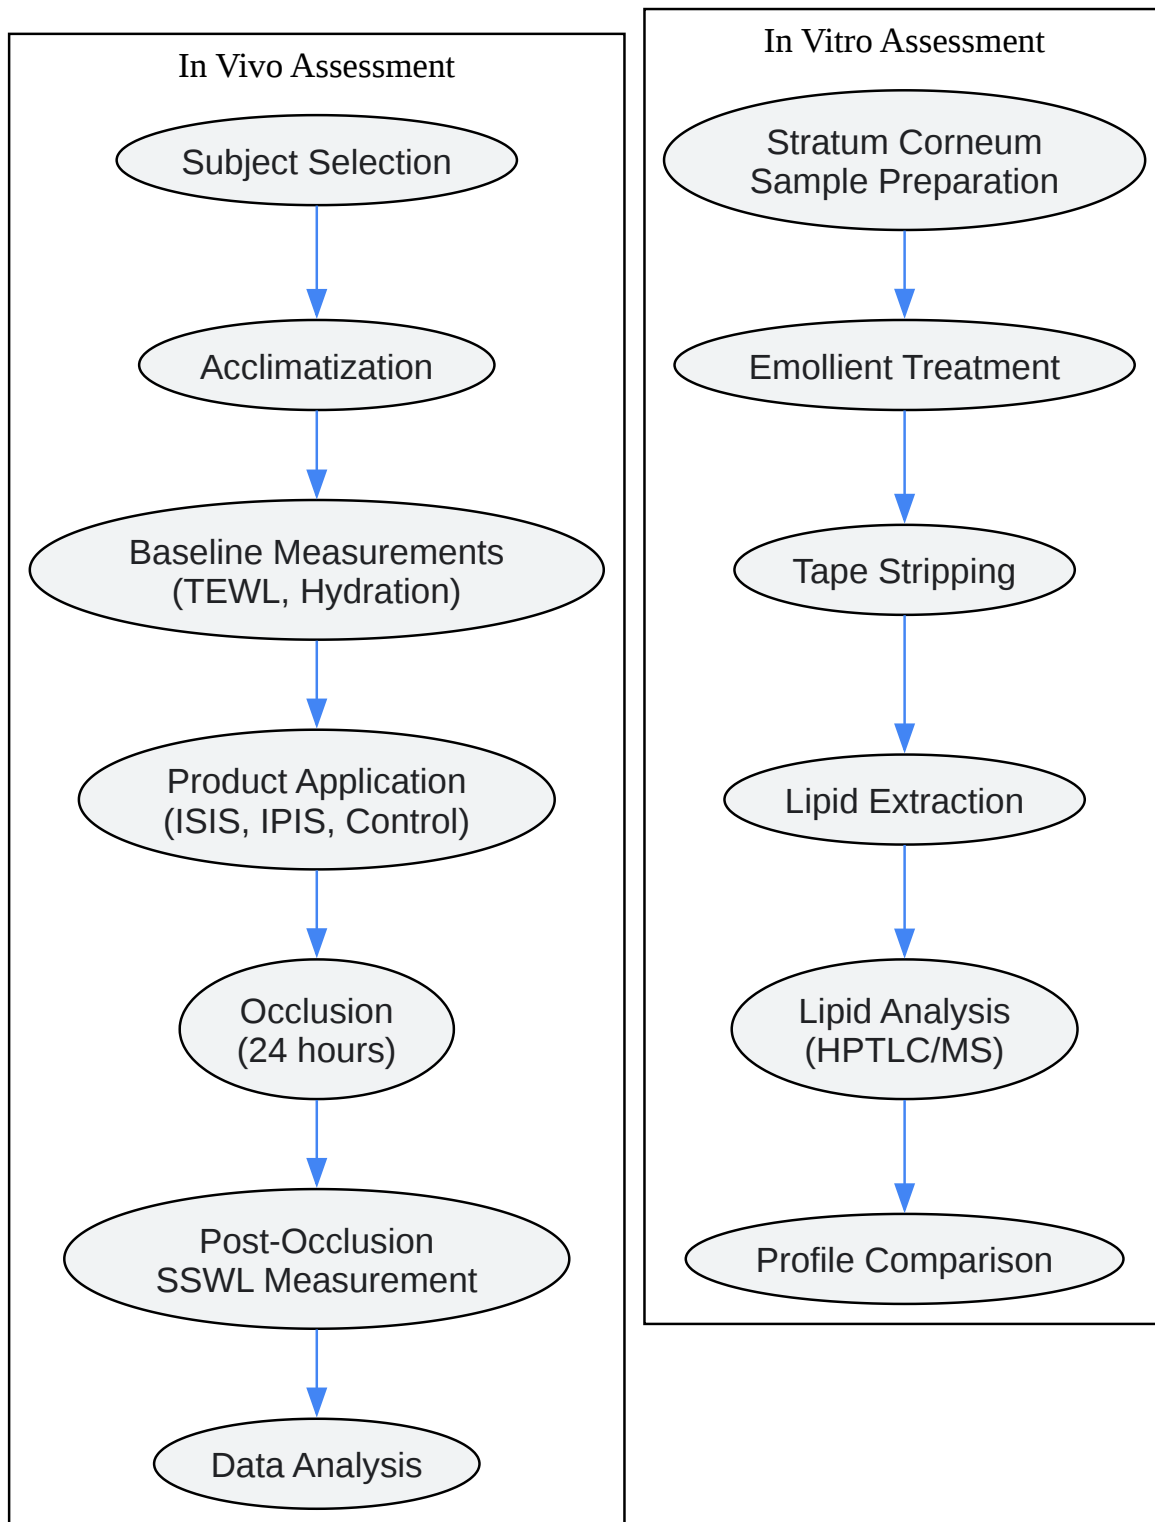 In Vivo Assessment
Subject Selection
Acclimatization
Baseline Measurements
(TEWL, Hydration)
Product Application
(ISIS, IPIS, Control)
Occlusion
(24 hours)
Post-Occlusion
SSWL Measurement
Data Analysis
In Vitro Assessment
Stratum Corneum
Sample Preparation
Emollient Treatment
Tape Stripping
Lipid Extraction
Lipid Analysis
(HPTLC/MS)
Profile Comparison